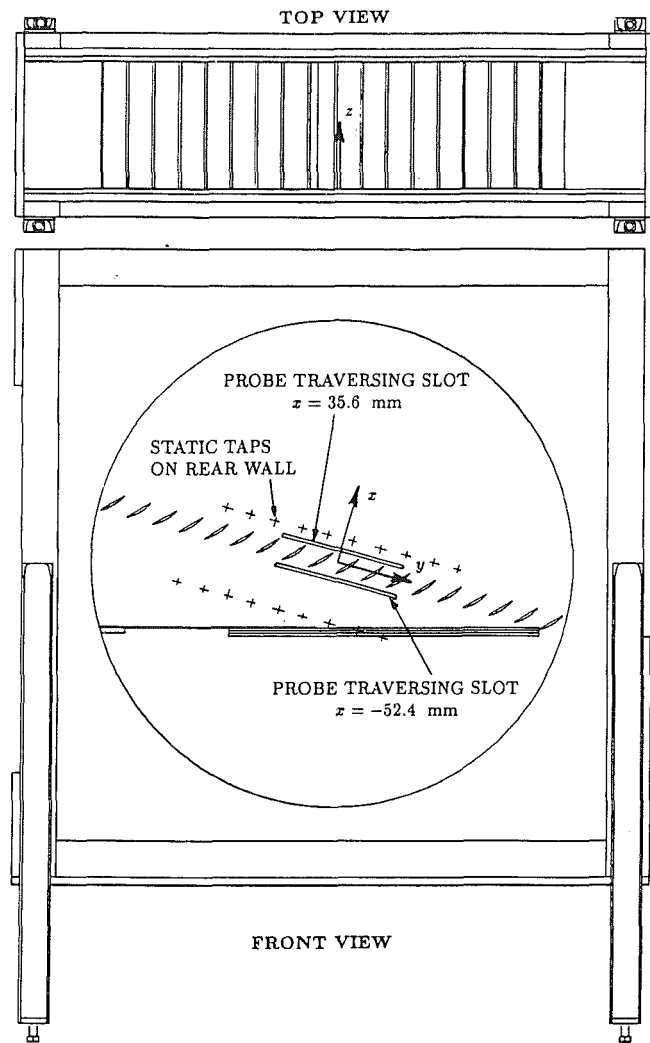 TOP VIEW
z
PROBE TRAVERSING SLOT
x = 35.6 mm
STATIC TAPS
ON REAR WALL
x
y
PROBE TRAVERSING SLOT
x = −52.4 mm
FRONT VIEW